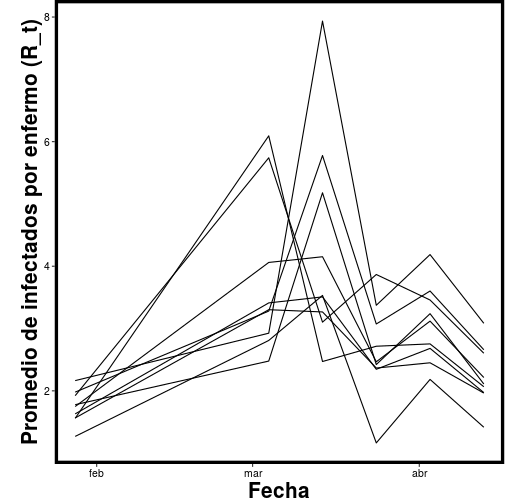 Promedio de infectados por enfermo (R_t)
8
6
4
2
feb
mar
abr
Fecha